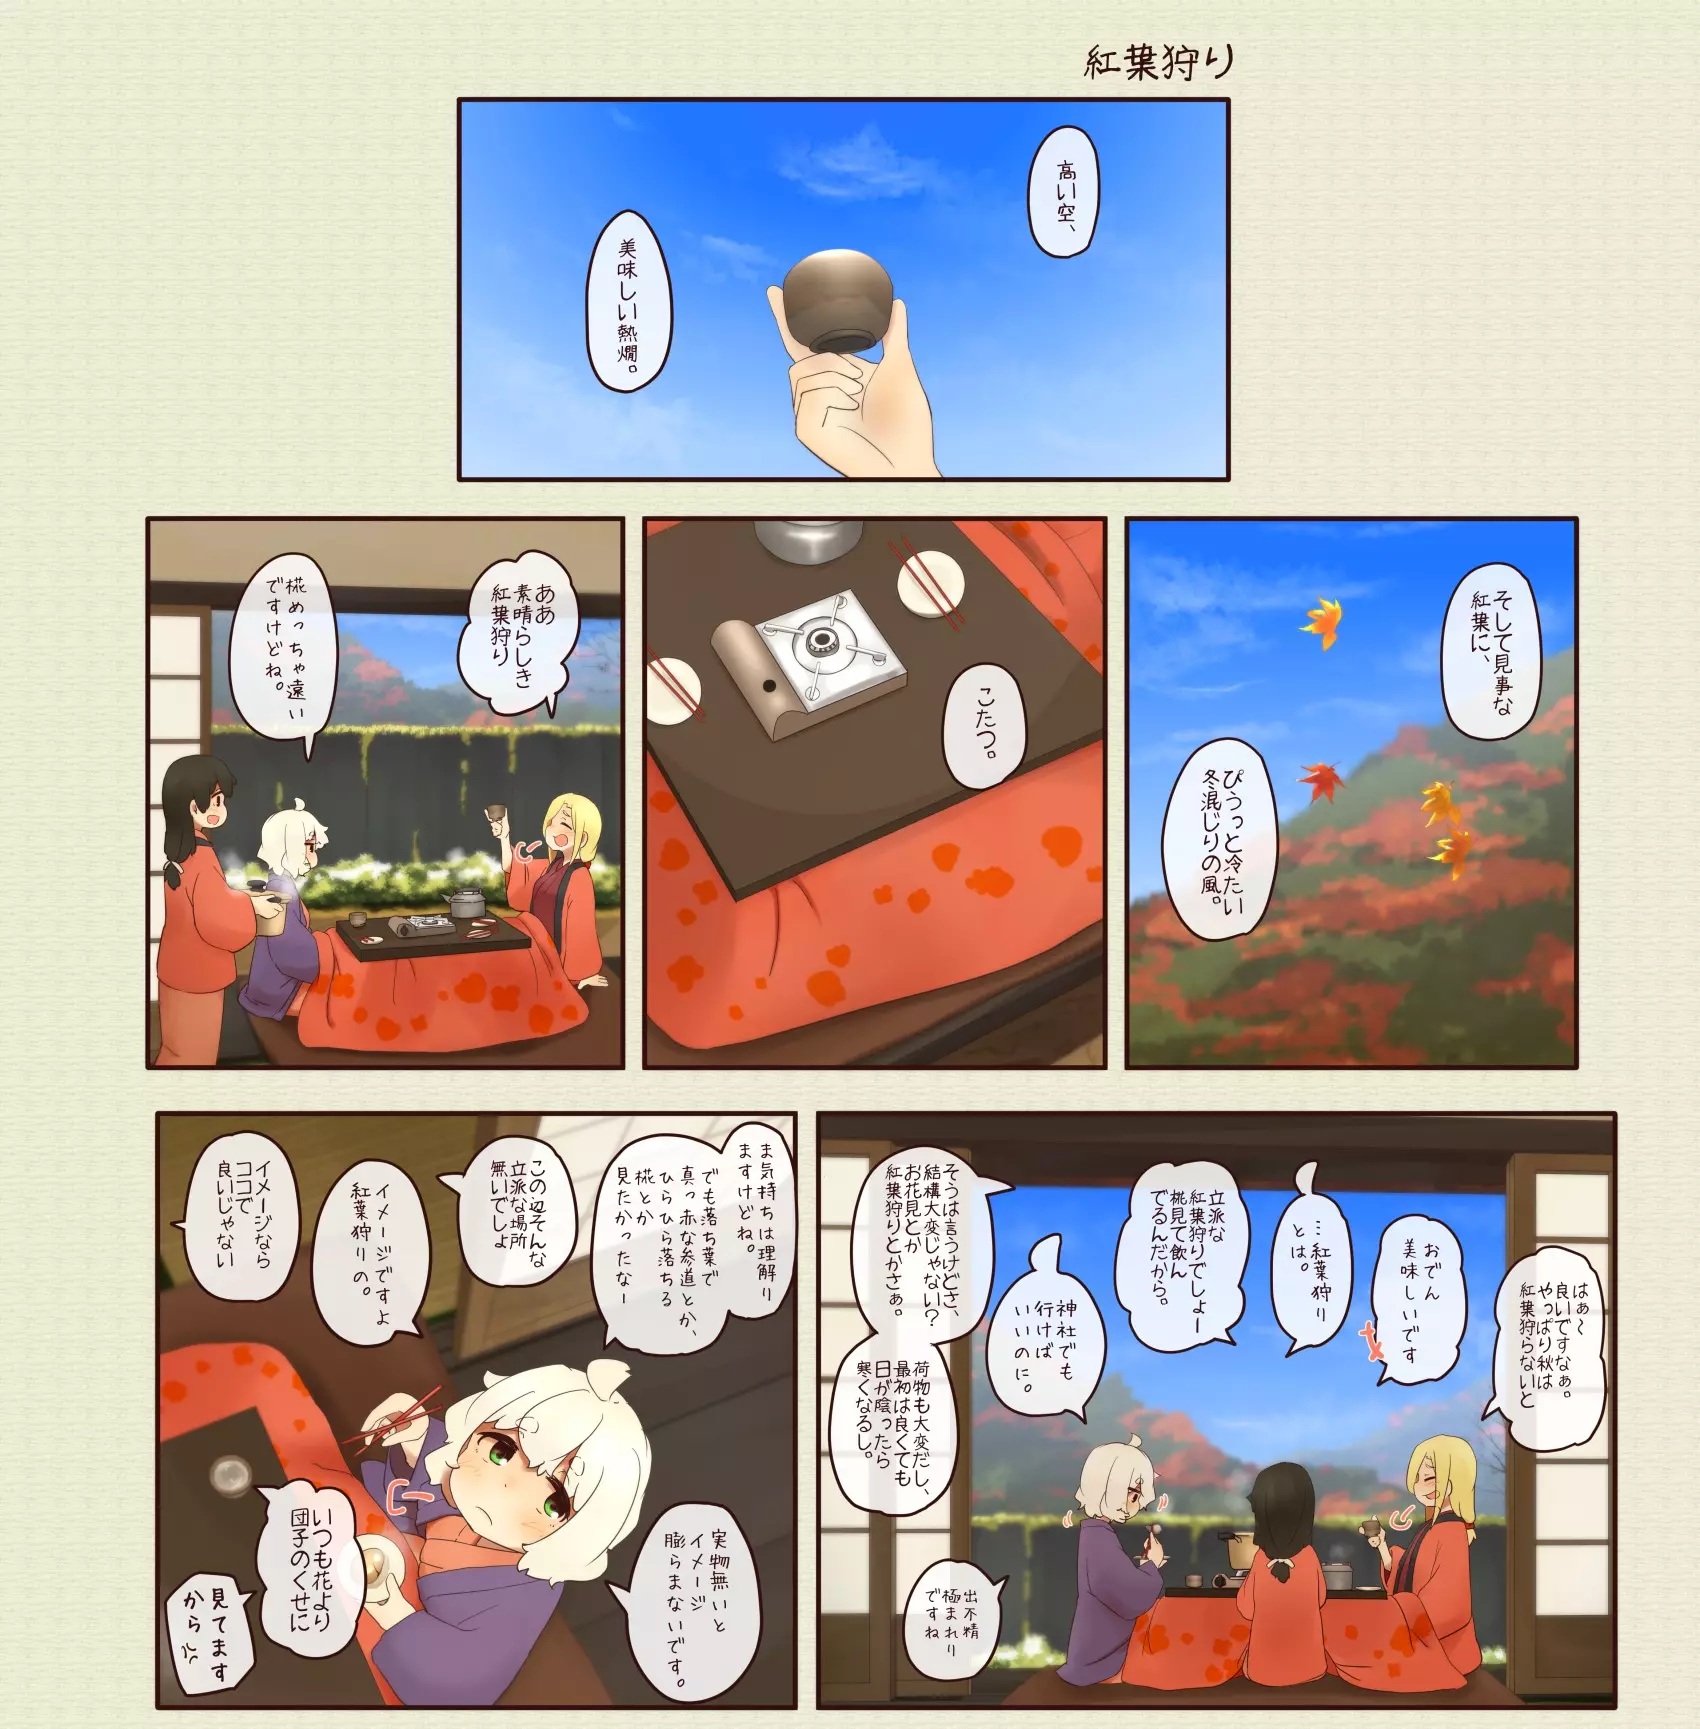 紅葉狩り
高い空、
美味しい熱燗。
そして見事な
紅葉に、
ぴうっと冷たい
冬混じりの風。
こたつ。
ああ
素晴らしき
紅葉狩り
椛めっちゃ遠い
ですけどね。
はぁ～
良いですなぁ。
やっぱり秋は
紅葉狩らないと
おでん
美味しいです
…紅葉狩り
とは。
立派な
紅葉狩りでしょー
椛見て飲ん
でるんだから。
神社でも
行けば
いいのに。
そうは言うけどさ、
結構大変じゃない?
お花見とか
紅葉狩りとかさぁ。
荷物も大変だし、
最初は良くても
日が陰ったら
寒くなるし。
出不精
極まれり
ですね
ま気持ちは理解り
ますけどね。
でも落ち葉で
真っ赤な参道とか、
ひらひら落ちる
椛とか
見たかったなー
この辺そんな
立派な場所
無いでしょ
イメージですよ
紅葉狩りの。
イメージなら
ココで
良いじゃない
実物無いと
イメージ
膨らまないです。
いつも花より
団子のくせに
見てます
から